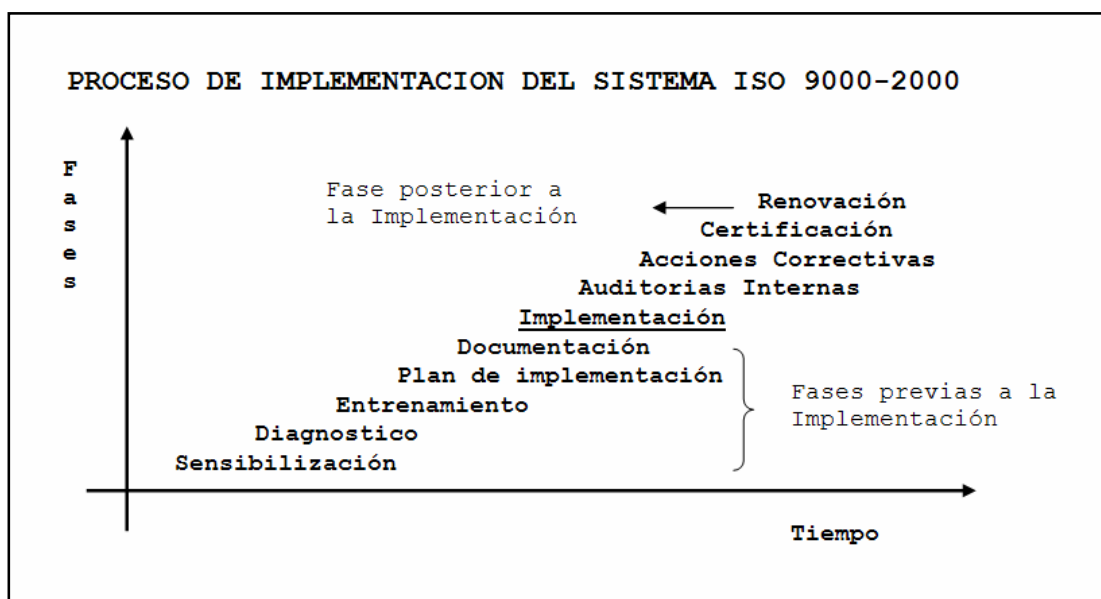 PROCESO DE IMPLEMENTACION DEL SISTEMA ISO 9000-2000
Fases
Fase posterior a
la Implementación
Renovación
Certificación
Acciones Correctivas
Auditorias Internas
Implementación
Documentación
Plan de implementación
Entrenamiento
Diagnostico
Sensibilización
Fases previas a la
Implementación
Tiempo